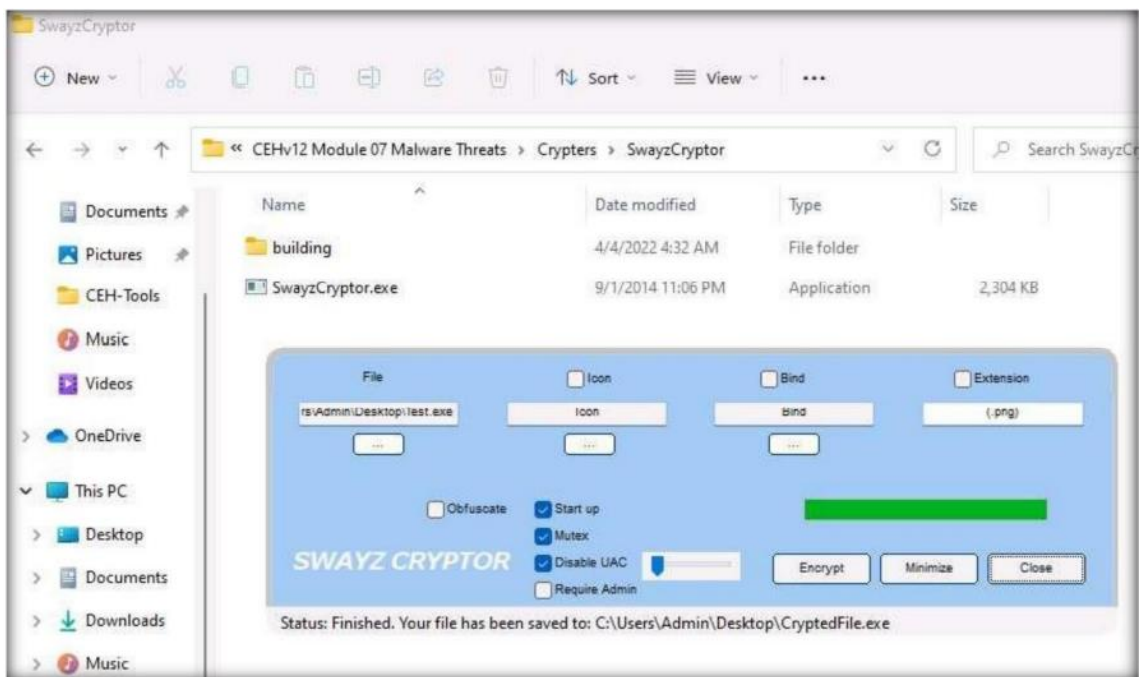 SwayzCryptor
New
Sort
View
...
« CEHv12 Module 07 Malware Threats > Crypters > SwayzCryptor
Search SwayzCr
Name Date modified Type Size
Documents
Pictures
CEH-Tools
Music
Videos
OneDrive
This PC
Desktop
Documents
Downloads
Music
building 4/4/2022 4:32 AM File folder
SwayzCryptor.exe 9/1/2014 11:06 PM Application 2,304 KB
File Icon Bind Extension
rs\Admin\Desktop\Test.exe Icon Bind (.png)
... ... ...
Obfuscate Start up
Mutex
SWAYZ CRYPTOR Disable UAC Encrypt Minimize Close
Require Admin
Status: Finished. Your file has been saved to: C:\Users\Admin\Desktop\CryptedFile.exe